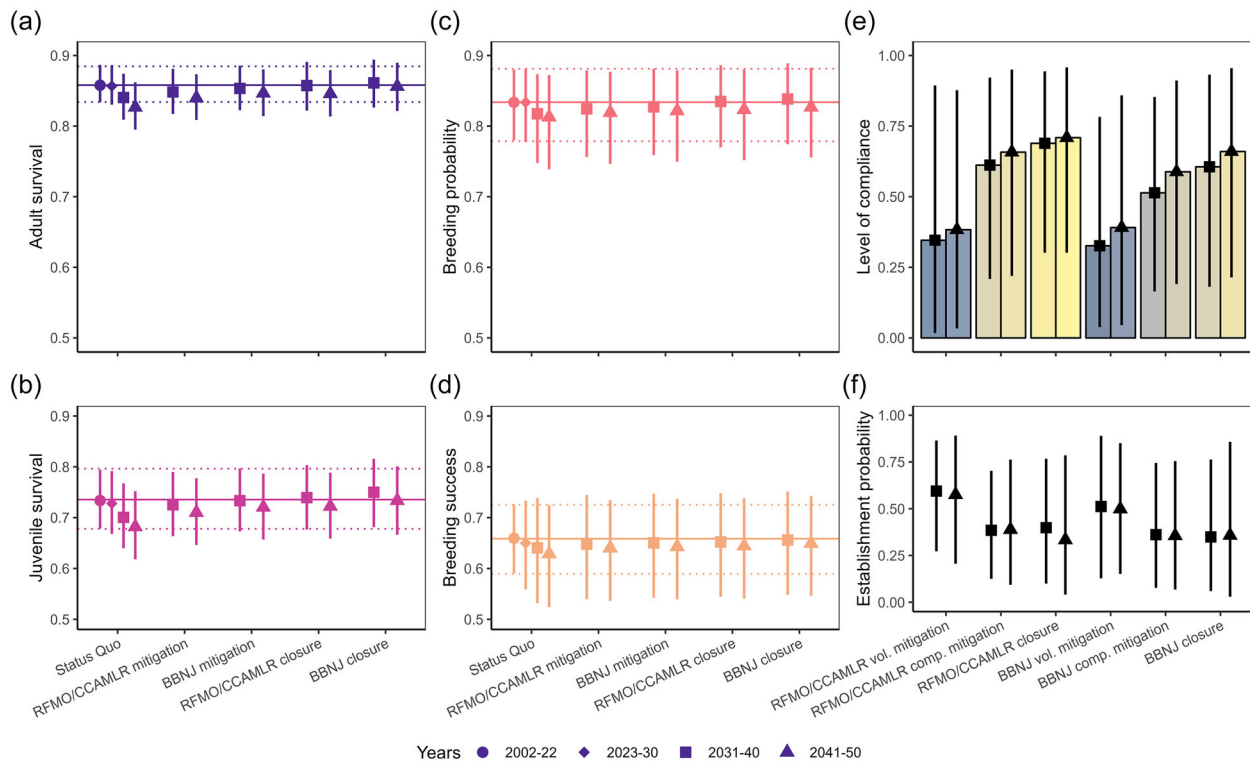 (a)
Adult survival
0.9
0.8
0.7
0.6
0.5
(c)
Breeding probability
0.9
0.8
0.7
0.6
0.5
(e)
Level of compliance
1.00
0.75
0.50
0.25
0.00
(b)
Juvenile survival
0.9
0.8
0.7
0.6
0.5
Status Quo
RFMO/CCAMLR mitigation
BBNJ mitigation
RFMO/CCAMLR closure
BBNJ closure
(d)
Breeding success
0.9
0.8
0.7
0.6
0.5
Status Quo
RFMO/CCAMLR mitigation
BBNJ mitigation
RFMO/CCAMLR closure
BBNJ closure
(f)
Establishment probability
1.00
0.75
0.50
0.25
0.00
RFMO/CCAMLR vol. mitigation
RFMO/CCAMLR comp. mitigation
RFMO/CCAMLR closure
BBNJ vol. mitigation
BBNJ comp. mitigation
BBNJ closure
Years 2002-22 2023-30 2031-40 2041-50